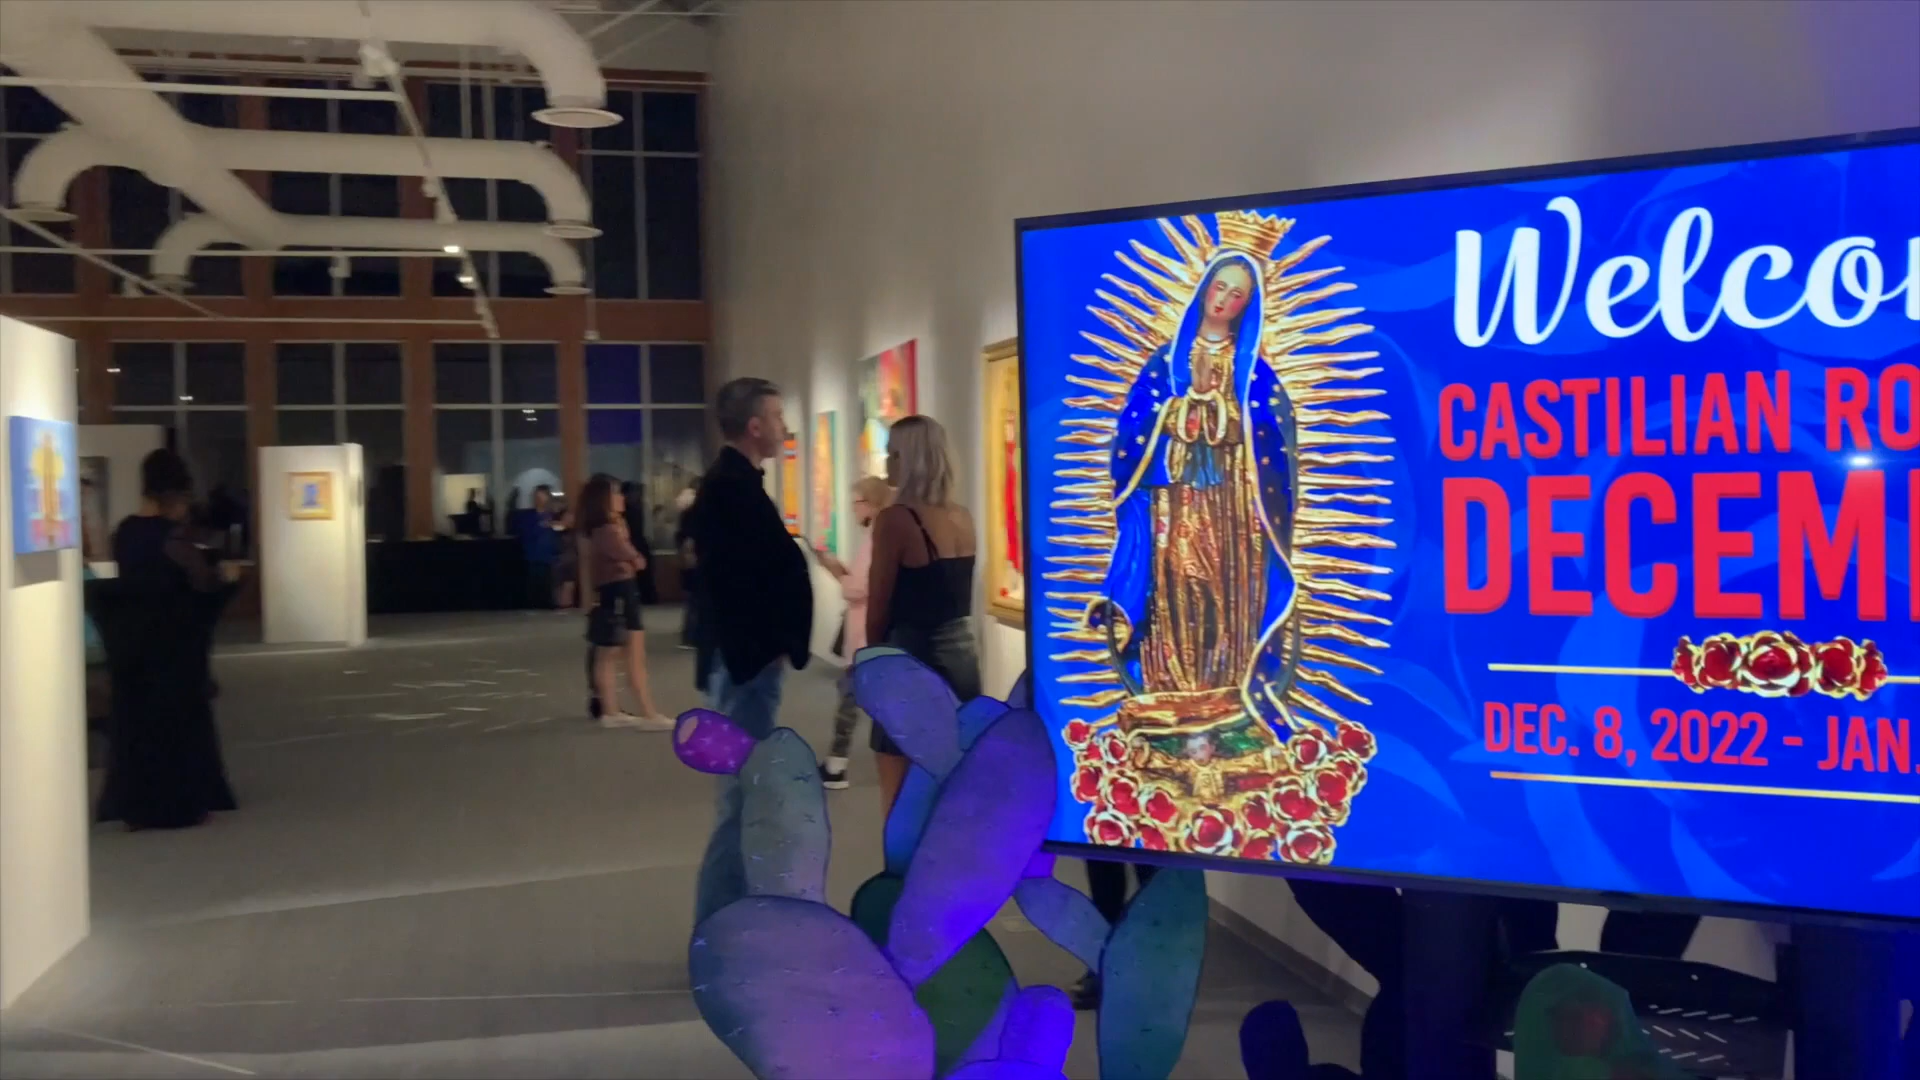 Welco
CASTILIAN RO
DECEM
DEC. 8, 2022 - JAN.